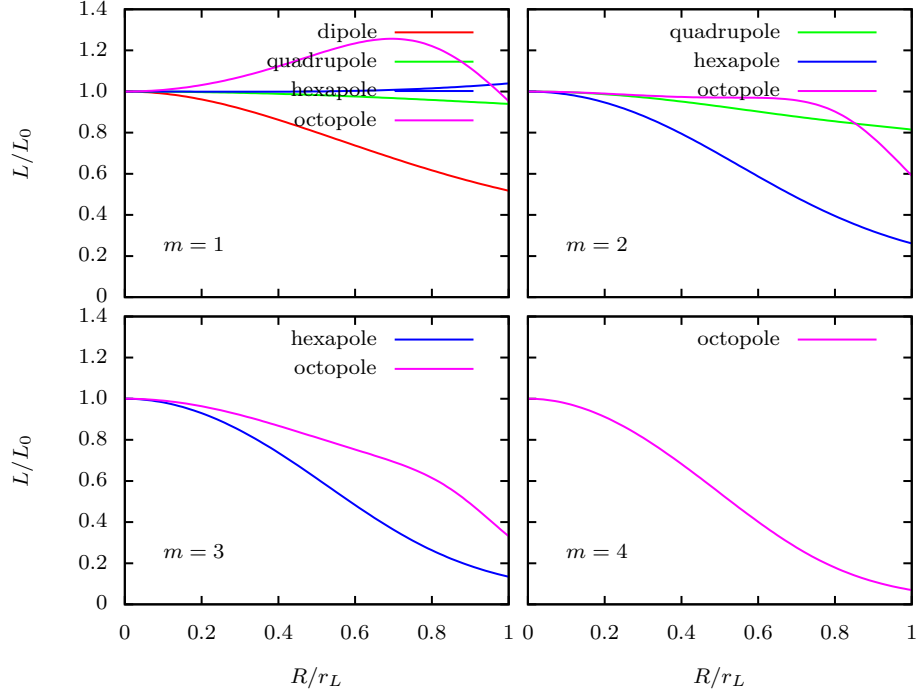 1.4
1.2
1.0
0.8
0.6
0.4
0.2
0
L/L₀
dipole
quadrupole
hexapole
octopole
m = 1
quadrupole
hexapole
octopole
m = 2
1.4
1.2
1.0
0.8
0.6
0.4
0.2
0
L/L₀
hexapole
octopole
m = 3
octopole
m = 4
0 0.2 0.4 0.6 0.8 1
0 0.2 0.4 0.6 0.8 1
R/r_L
R/r_L